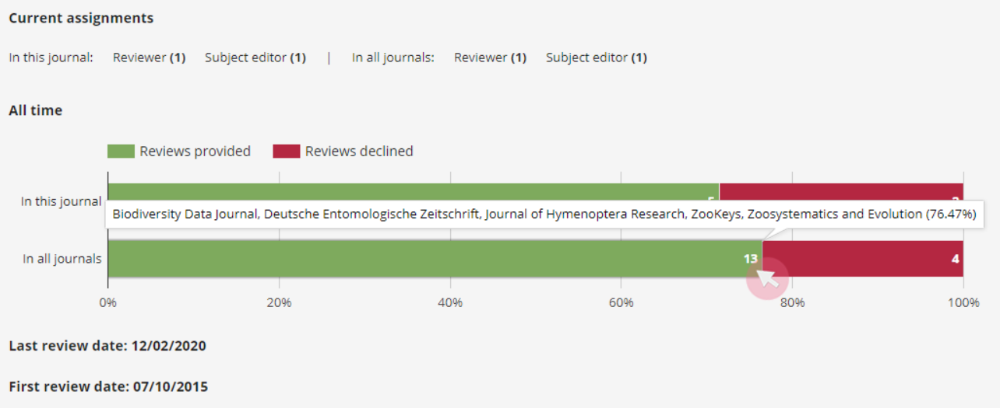 Current assignments
In this journal: Reviewer (1) Subject editor (1) | In all journals: Reviewer (1) Subject editor (1)
All time
Reviews provided Reviews declined
In this journal
Biodiversity Data Journal, Deutsche Entomologische Zeitschrift, Journal of Hymenoptera Research, ZooKeys, Zoosystematics and Evolution (76.47%)
In all journals 13 4
0% 20% 40% 60% 80% 100%
Last review date: 12/02/2020
First review date: 07/10/2015